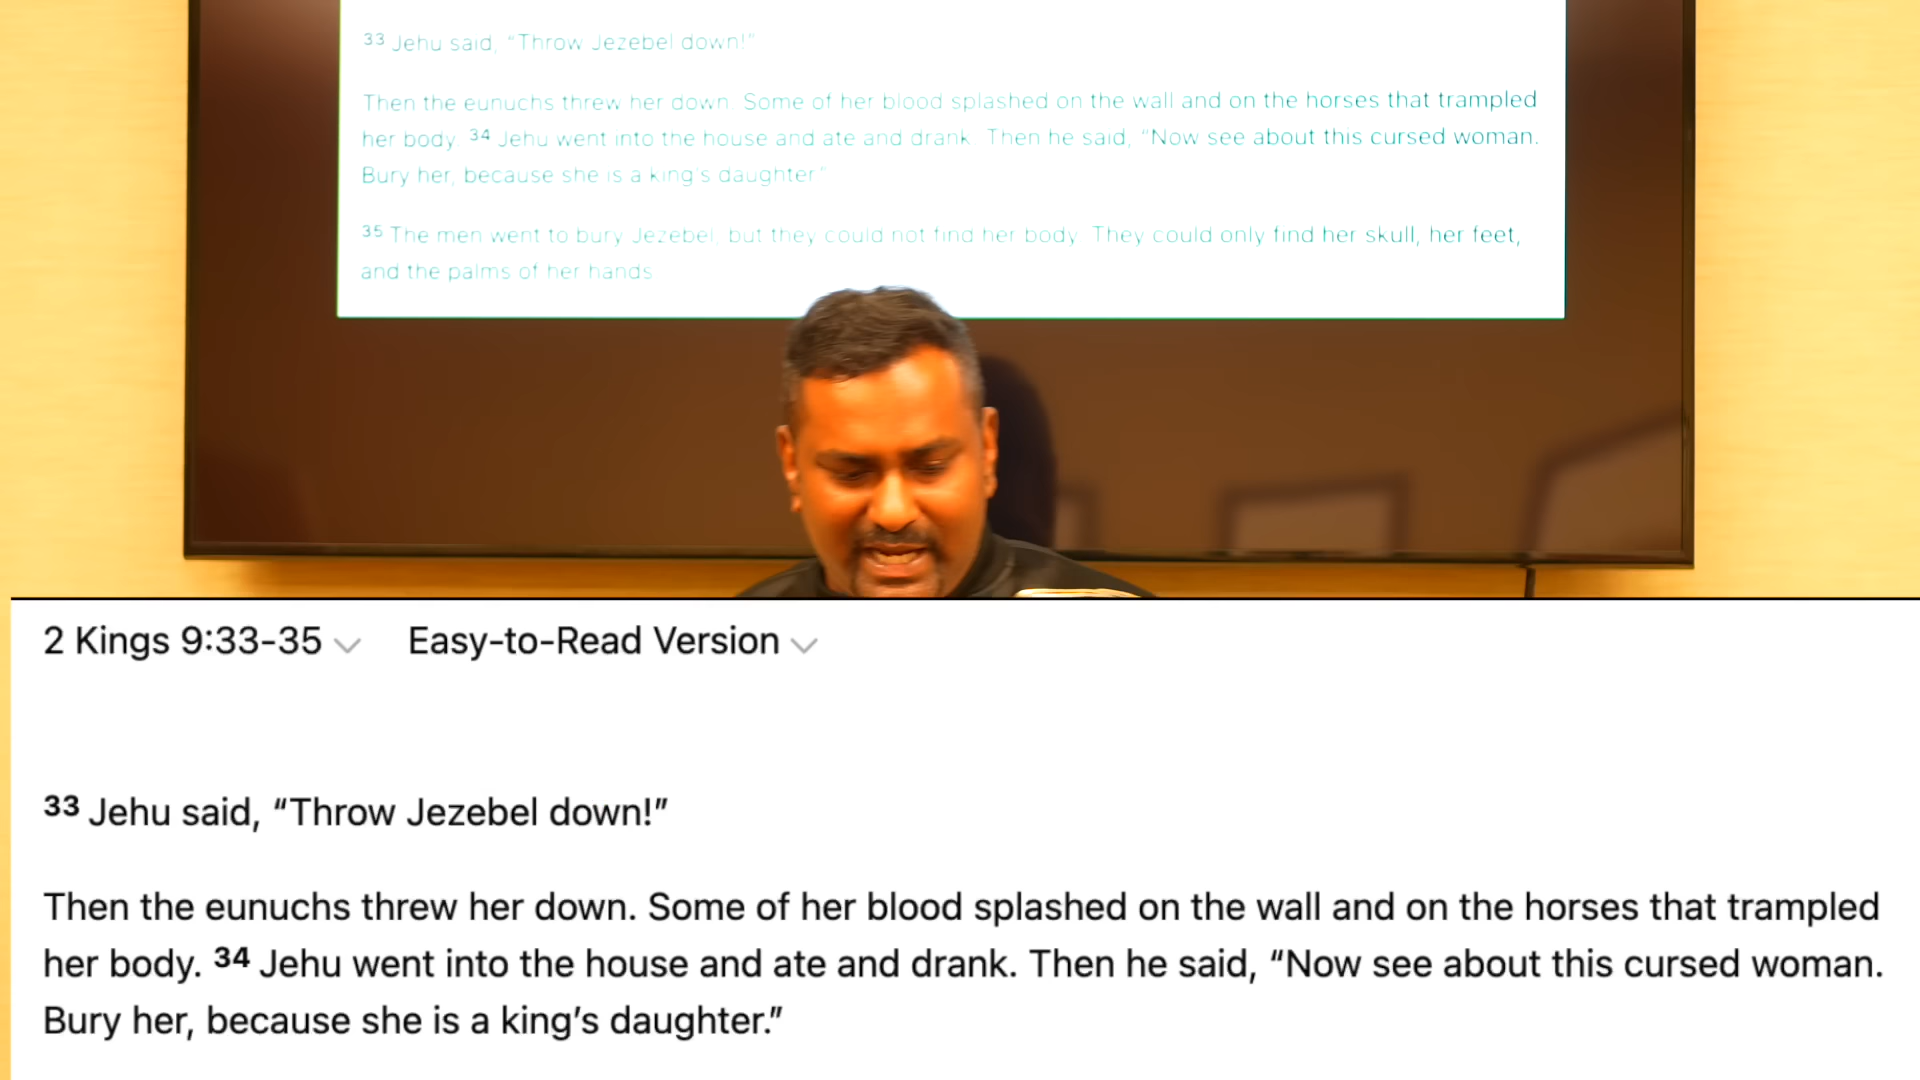 33 Jehu said, “Throw Jezebel down!”
Then the eunuchs threw her down. Some of her blood splashed on the wall and on the horses that trampled
her body. 34 Jehu went into the house and ate and drank. Then he said, “Now see about this cursed woman.
Bury her, because she is a king’s daughter.”
35 The men went to bury Jezebel, but they could not find her body. They could only find her skull, her feet,
and the palms of her hands.
2 Kings 9:33-35 Easy-to-Read Version
33 Jehu said, “Throw Jezebel down!”
Then the eunuchs threw her down. Some of her blood splashed on the wall and on the horses that trampled
her body. 34 Jehu went into the house and ate and drank. Then he said, “Now see about this cursed woman.
Bury her, because she is a king’s daughter.”